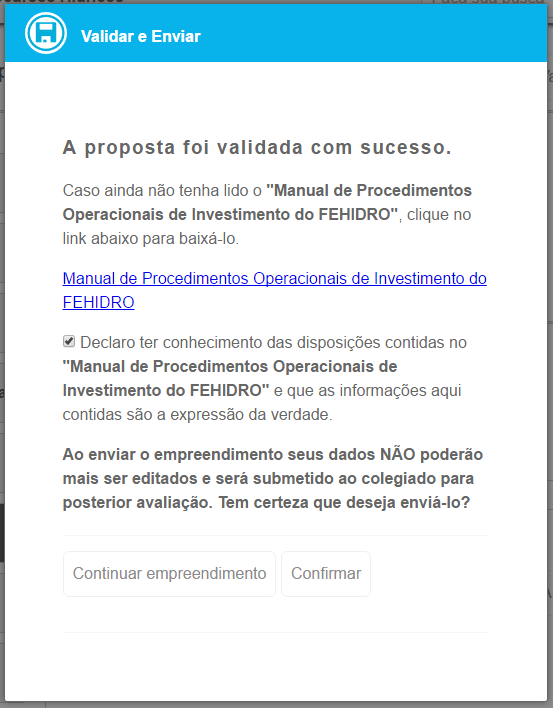 Validar e Enviar
A proposta foi validada com sucesso.
Caso ainda não tenha lido o "Manual de Procedimentos
Operacionais de Investimento do FEHIDRO", clique no
link abaixo para baixá-lo.
Manual de Procedimentos Operacionais de Investimento do
FEHIDRO
Declaro ter conhecimento das disposições contidas no
"Manual de Procedimentos Operacionais de
Investimento do FEHIDRO" e que as informações aqui
contidas são a expressão da verdade.
Ao enviar o empreendimento seus dados NÃO poderão
mais ser editados e será submetido ao colegiado para
posterior avaliação. Tem certeza que deseja enviá-lo?
Continuar empreendimento Confirmar